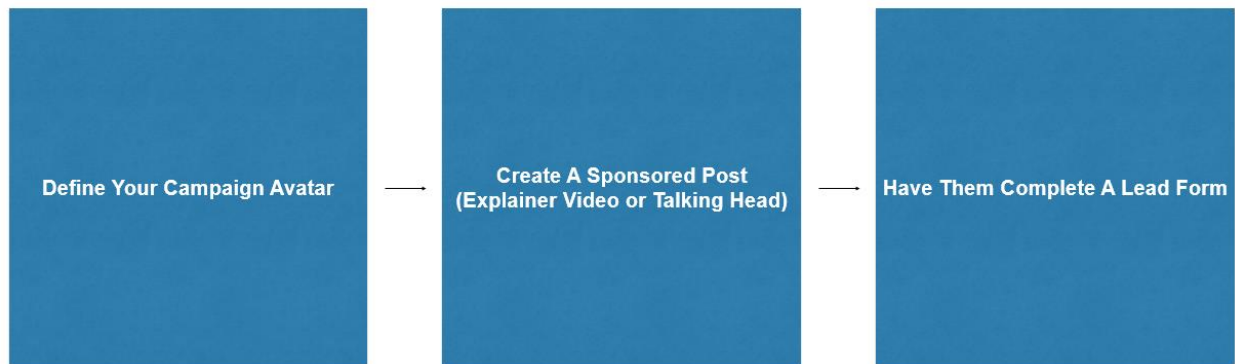 Define Your Campaign Avatar
Create A Sponsored Post
(Explainer Video or Talking Head)
Have Them Complete A Lead Form